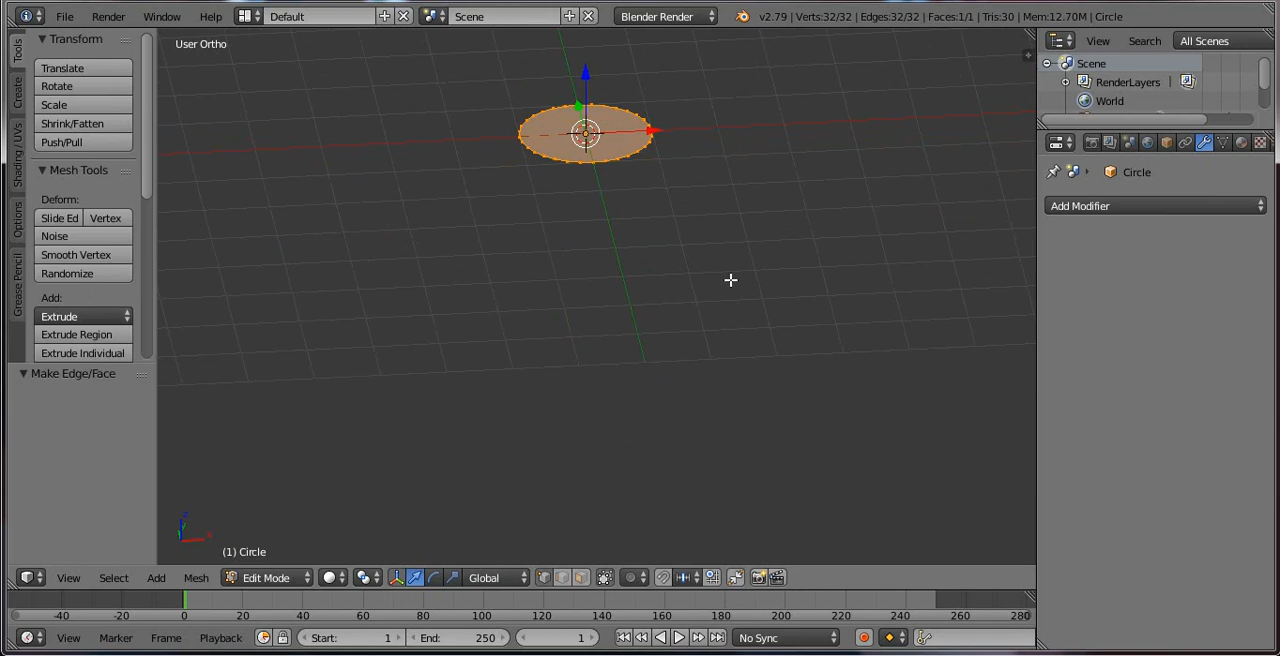 File Render Window Help Default Scene Blender Render v2.79 | Verts:32/32 | Edges:32/32 | Faces:1/1 | Tris:30 | Mem:12.70M | Circle
Tools
Create
Shading / UVs
Options
Grease Pencil
Transform
Translate
Rotate
Scale
Shrink/Fatten
Push/Pull
Mesh Tools
Deform:
Slide Ed Vertex
Noise
Smooth Vertex
Randomize
Add:
Extrude
Extrude Region
Extrude Individual
Make Edge/Face
User Ortho
(1) Circle
View Search All Scenes
Scene
RenderLayers
World
Circle
Add Modifier
View Select Add Mesh Edit Mode Global
-40 -20 0 20 40 60 80 100 120 140 160 180 200 220 240 260 280
View Marker Frame Playback Start: 1 End: 250 1 No Sync